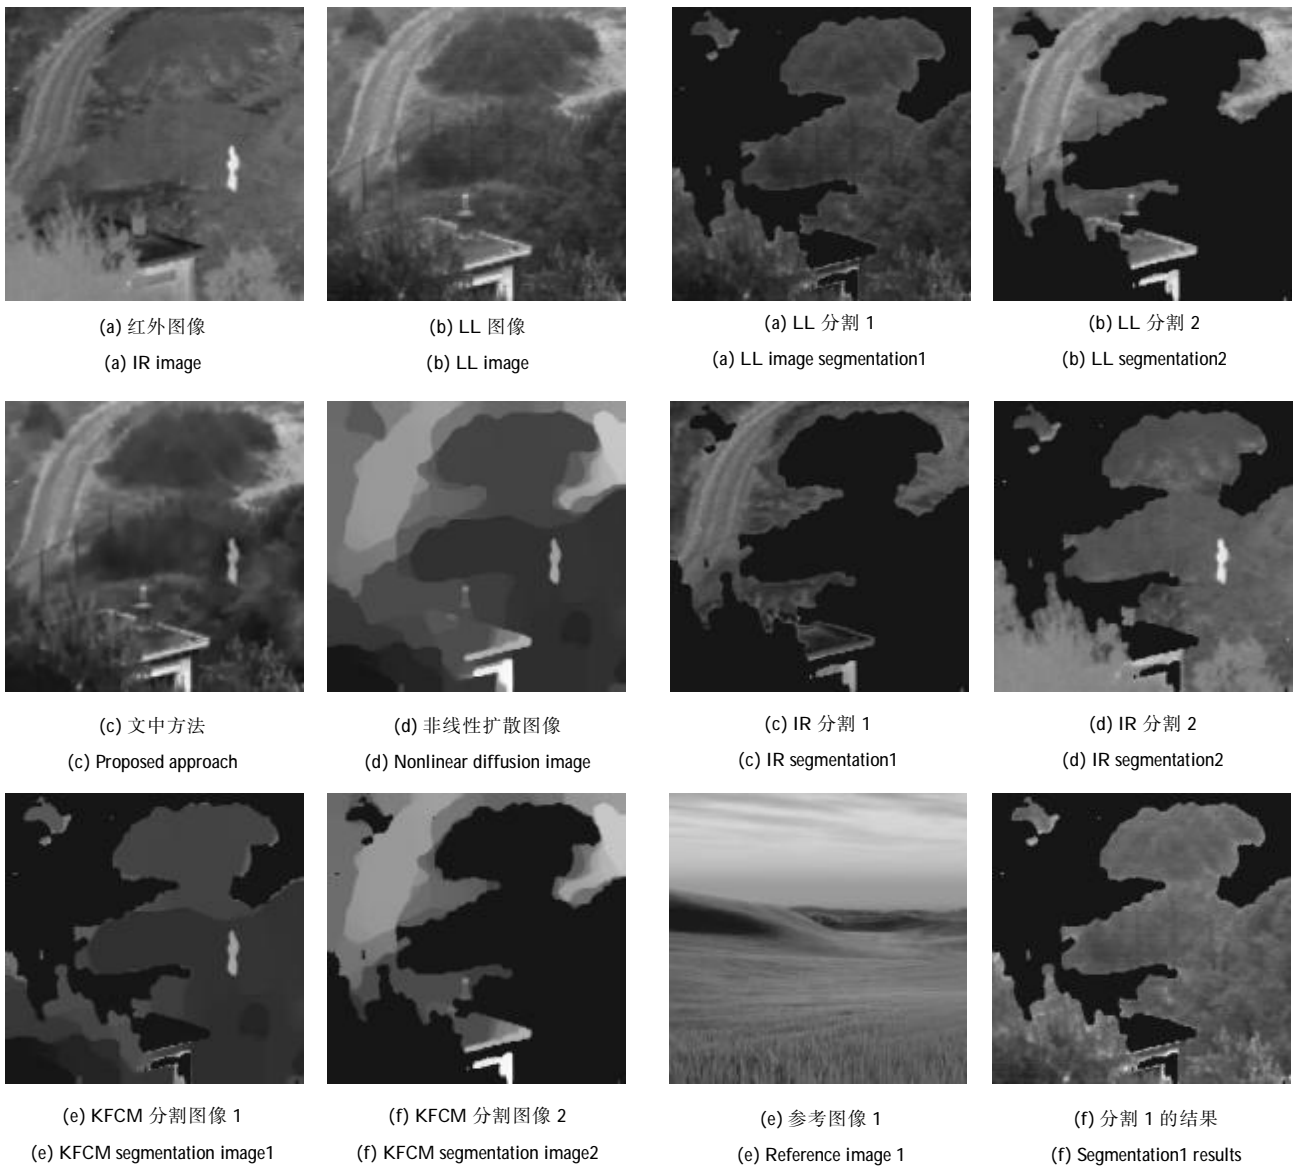 (a) 红外图像
(a) IR image
(b) LL 图像
(b) LL image
(a) LL 分割 1
(a) LL image segmentation1
(b) LL 分割 2
(b) LL segmentation2
(c) 文中方法
(c) Proposed approach
(d) 非线性扩散图像
(d) Nonlinear diffusion image
(c) IR 分割 1
(c) IR segmentation1
(d) IR 分割 2
(d) IR segmentation2
(e) KFCM 分割图像 1
(e) KFCM segmentation image1
(f) KFCM 分割图像 2
(f) KFCM segmentation image2
(e) 参考图像 1
(e) Reference image 1
(f) 分割 1 的结果
(f) Segmentation1 results